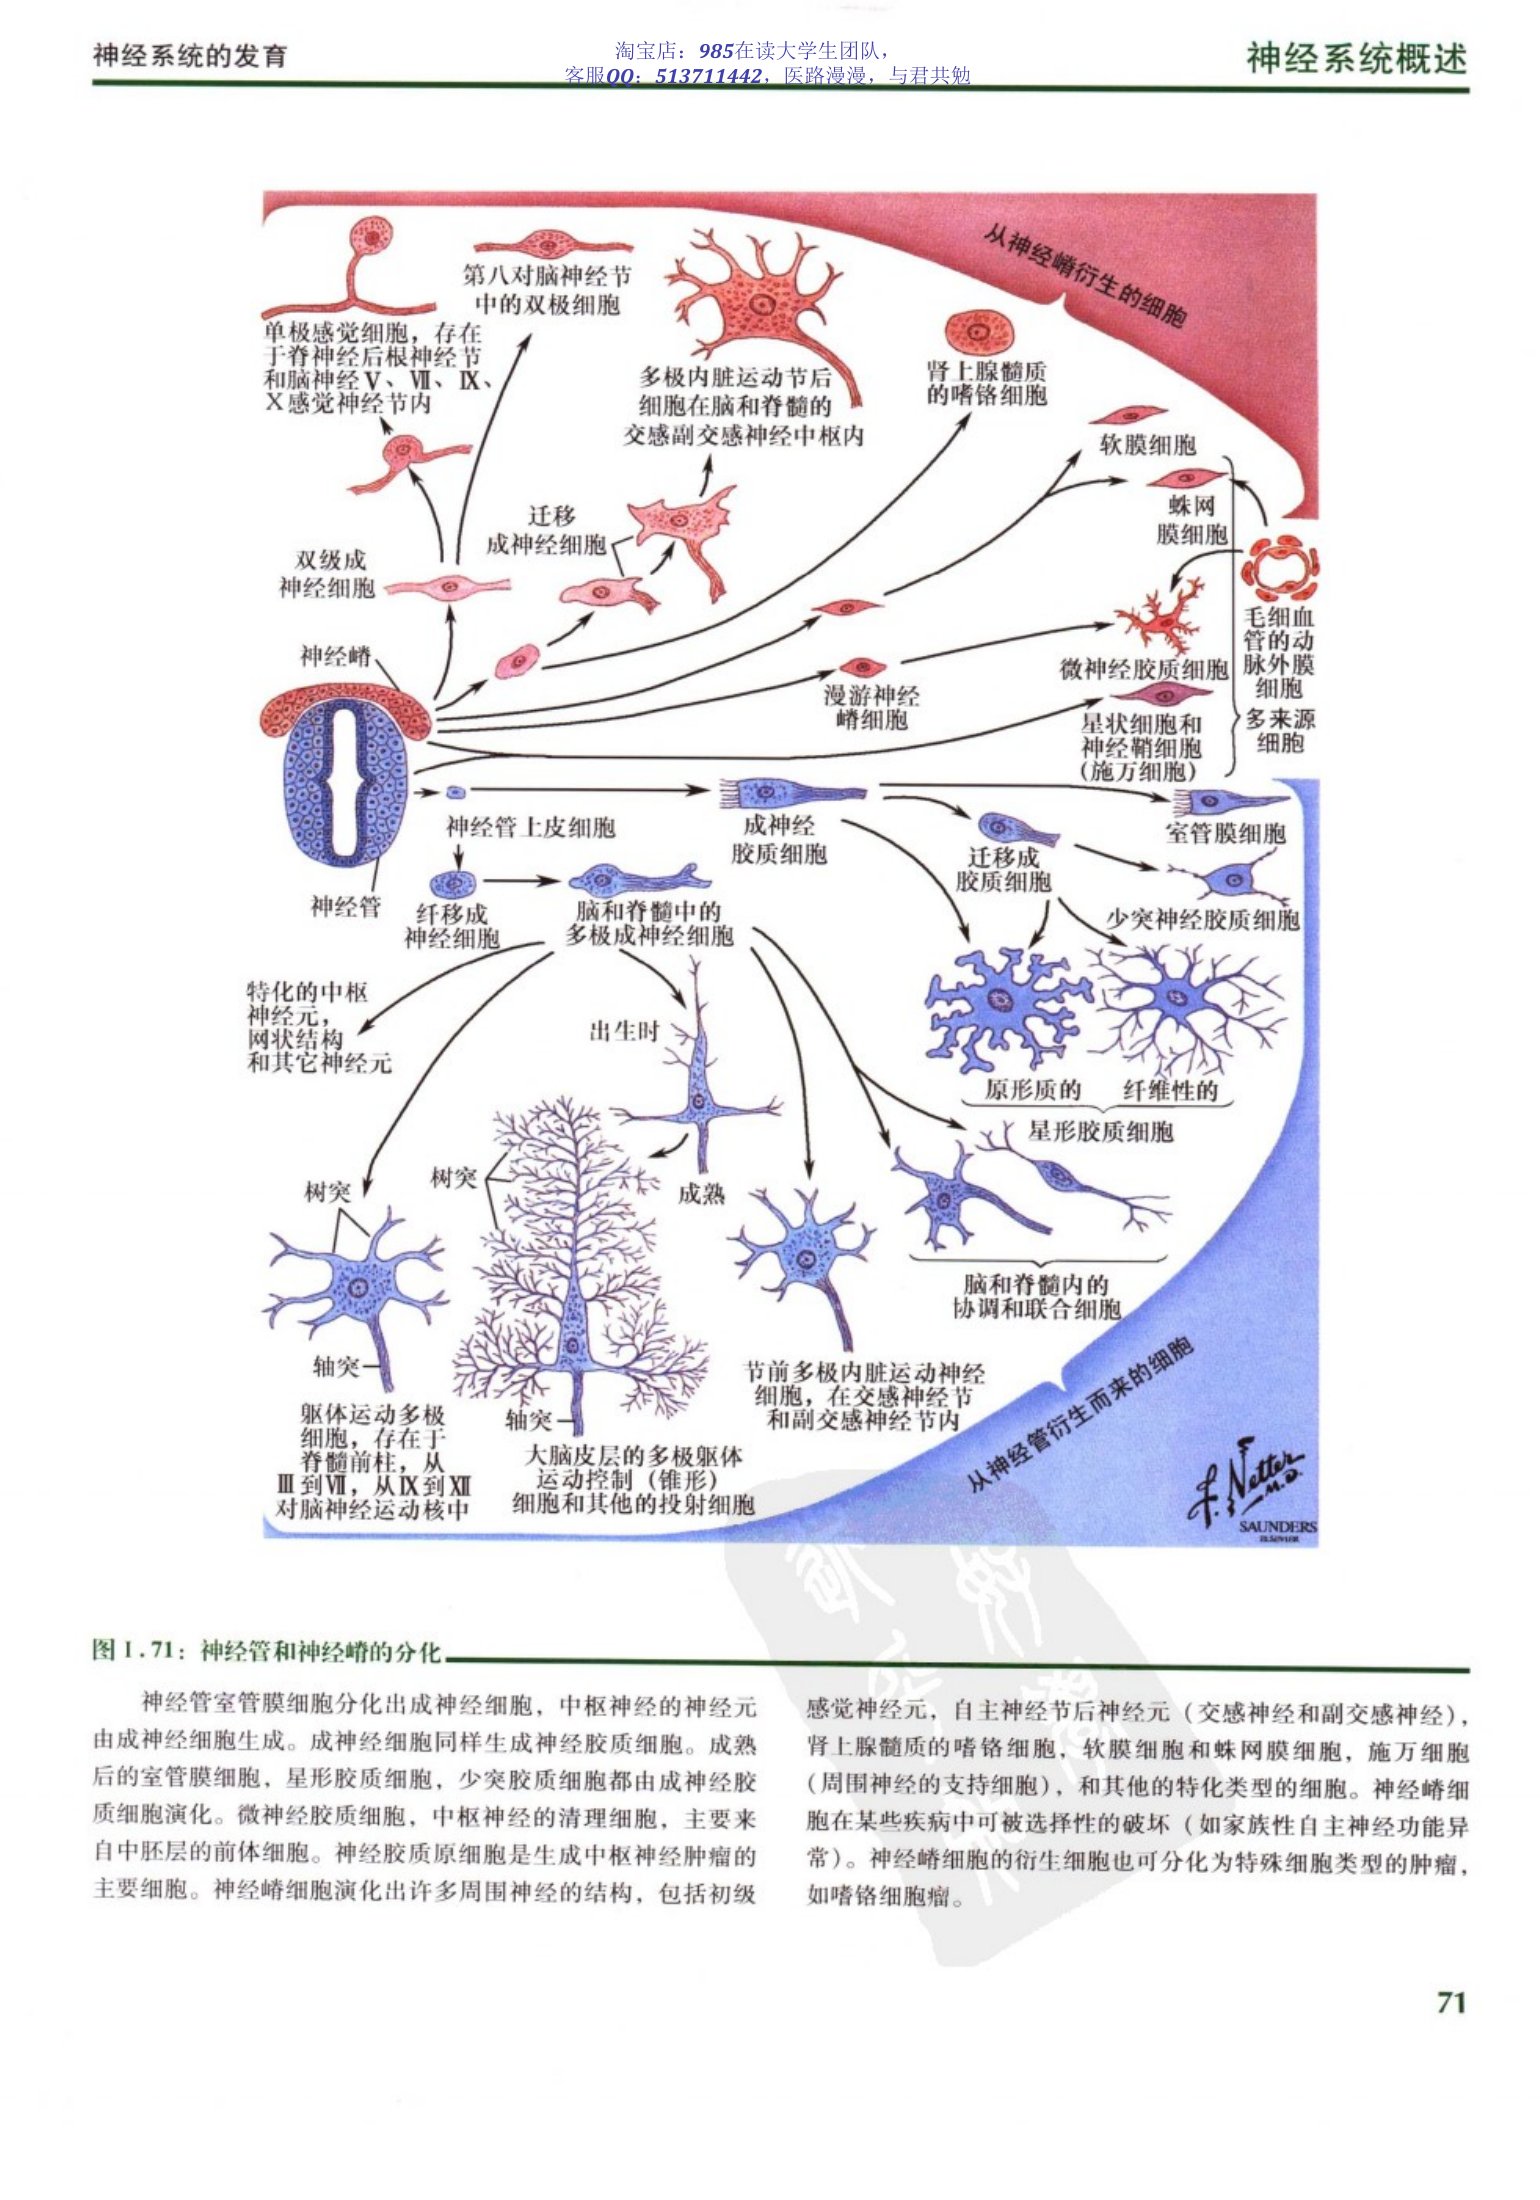 神经系统的发育
淘宝店：985在读大学生团队，
客服QQ：513711442，医路漫漫，与君共勉
神经系统概述
从神经嵴衍生的细胞
第八对脑神经节
中的双极细胞
单极感觉细胞，存在
于脊神经后根神经节
和脑神经Ⅴ、Ⅶ、Ⅸ、
Ⅹ感觉神经节内
多极内脏运动节后
细胞在脑和脊髓的
交感副交感神经中枢内
肾上腺髓质
的嗜铬细胞
软膜细胞
蛛网
膜细胞
迁移
成神经细胞
双级成
神经细胞
毛细血
管的动
脉外膜
细胞
神经嵴
微神经胶质细胞
漫游神经
嵴细胞
星状细胞和
神经鞘细胞
(施万细胞)
多来源
细胞
神经管上皮细胞
成神经
胶质细胞
室管膜细胞
迁移成
胶质细胞
神经管
纤移成
神经细胞
脑和脊髓中的
多极成神经细胞
少突神经胶质细胞
特化的中枢
神经元，
网状结构
和其它神经元
出生时
原形质的
纤维性的
星形胶质细胞
树突
树突
成熟
脑和脊髓内的
协调和联合细胞
轴突
轴突
节前多极内脏运动神经
细胞，在交感神经节
和副交感神经节内
躯体运动多极
细胞，存在于
脊髓前柱，从
Ⅲ到Ⅶ，从Ⅸ到Ⅻ
对脑神经运动核中
大脑皮层的多极躯体
运动控制（锥形）
细胞和其他的投射细胞
从神经管衍生而来的细胞
F. Netter
M.D.
SAUNDERS
ELSEVIER
图 I.71：神经管和神经嵴的分化
神经管室管膜细胞分化出成神经细胞，中枢神经的神经元
由成神经细胞生成。成神经细胞同样生成神经胶质细胞。成熟
后的室管膜细胞，星形胶质细胞，少突胶质细胞都由成神经胶
质细胞演化。微神经胶质细胞，中枢神经的清理细胞，主要来
自中胚层的前体细胞。神经胶质原细胞是生成中枢神经肿瘤的
主要细胞。神经嵴细胞演化出许多周围神经的结构，包括初级
感觉神经元，自主神经节后神经元（交感神经和副交感神经），
肾上腺髓质的嗜铬细胞，软膜细胞和蛛网膜细胞，施万细胞
（周围神经的支持细胞），和其他的特化类型的细胞。神经嵴细
胞在某些疾病中可被选择性的破坏（如家族性自主神经功能异
常）。神经嵴细胞的衍生细胞也可分化为特殊细胞类型的肿瘤，
如嗜铬细胞瘤。
71